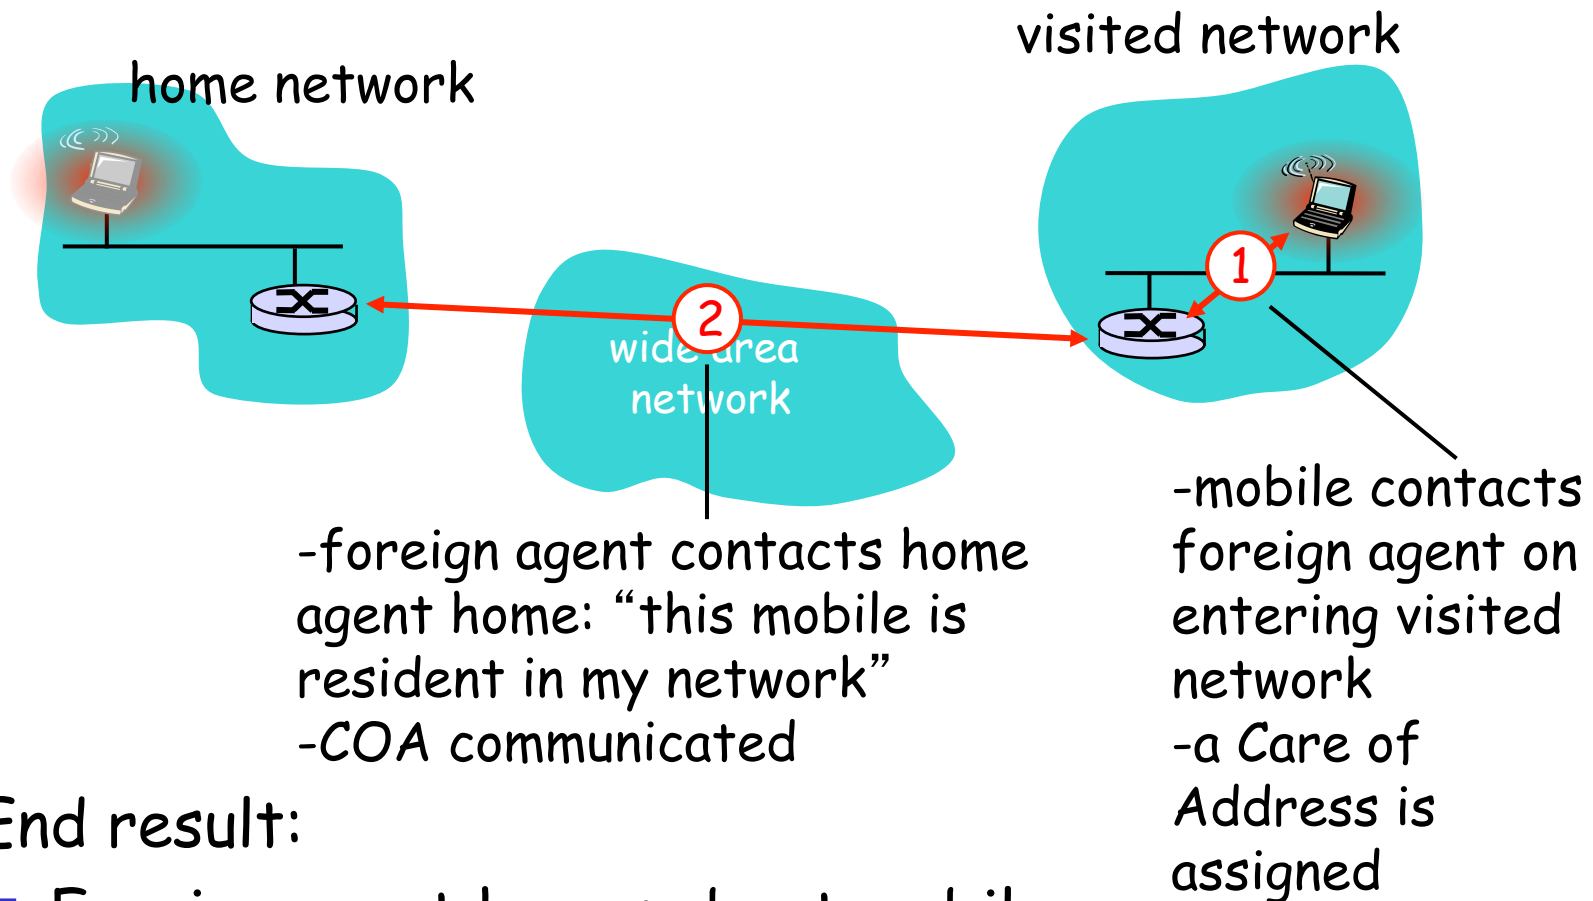 visited network
home network
1
2
wide area
network
-mobile contacts
foreign agent on
entering visited
network
-a Care of
Address is
assigned
-foreign agent contacts home
agent home: “this mobile is
resident in my network”
-COA communicated
End result: